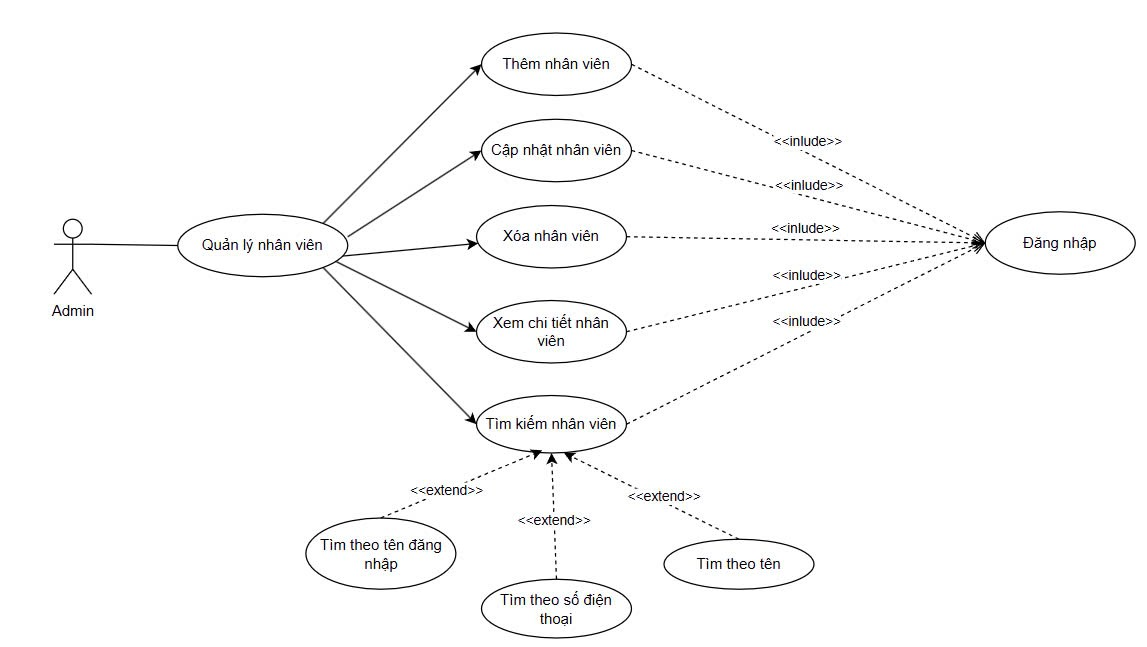 Thêm nhân viên
<<inlude>>
Cập nhật nhân viên
<<inlude>>
Xóa nhân viên
<<inlude>>
Quản lý nhân viên
Đăng nhập
Admin
<<inlude>>
Xem chi tiết nhân
viên
<<inlude>>
Tìm kiếm nhân viên
<<extend>>
<<extend>>
<<extend>>
Tìm theo tên đăng
nhập
Tìm theo số điện
thoại
Tìm theo tên